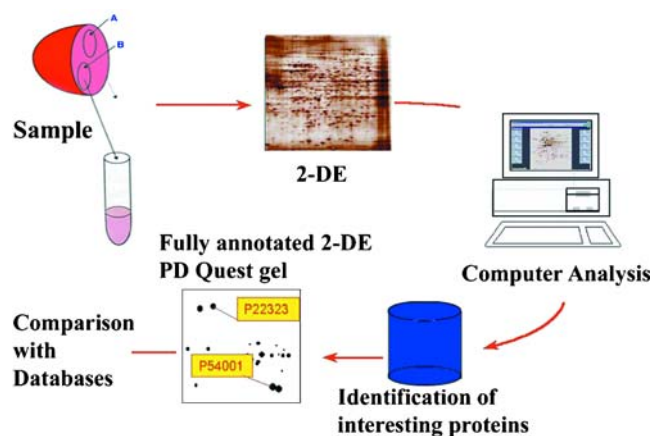 A
B
Sample
2-DE
Computer Analysis
Fully annotated 2-DE
PD Quest gel
P22323
P54001
Comparison
with
Databases
Identification of
interesting proteins